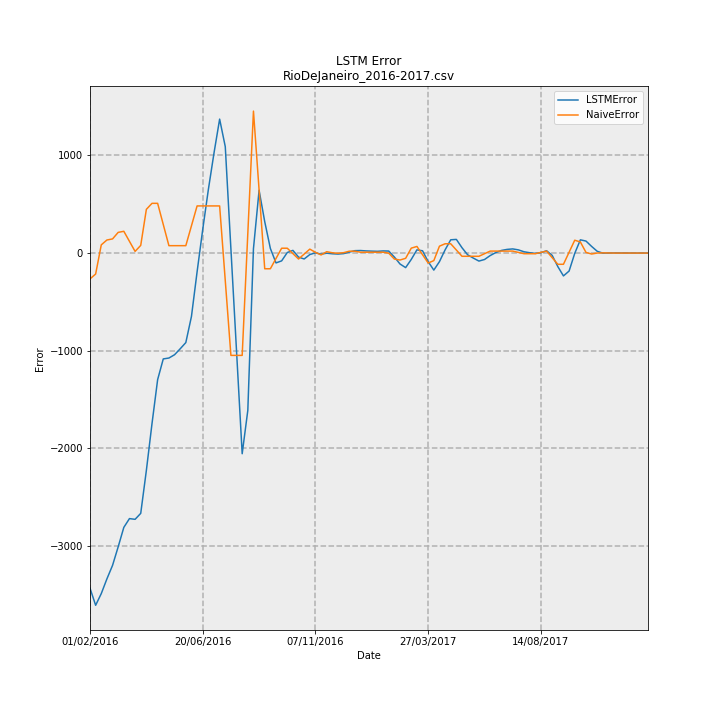 LSTM Error
RioDeJaneiro_2016-2017.csv
LSTMError
NaiveError
1000
0
−1000
−2000
−3000
Error
01/02/2016
20/06/2016
07/11/2016
27/03/2017
14/08/2017
Date